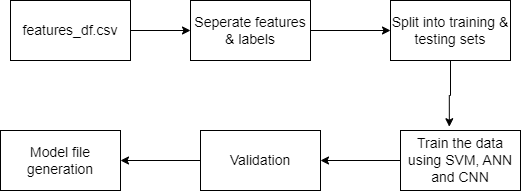 features_df.csv
Seperate features
& labels
Split into training &
testing sets
Train the data
using SVM, ANN
and CNN
Validation
Model file
generation